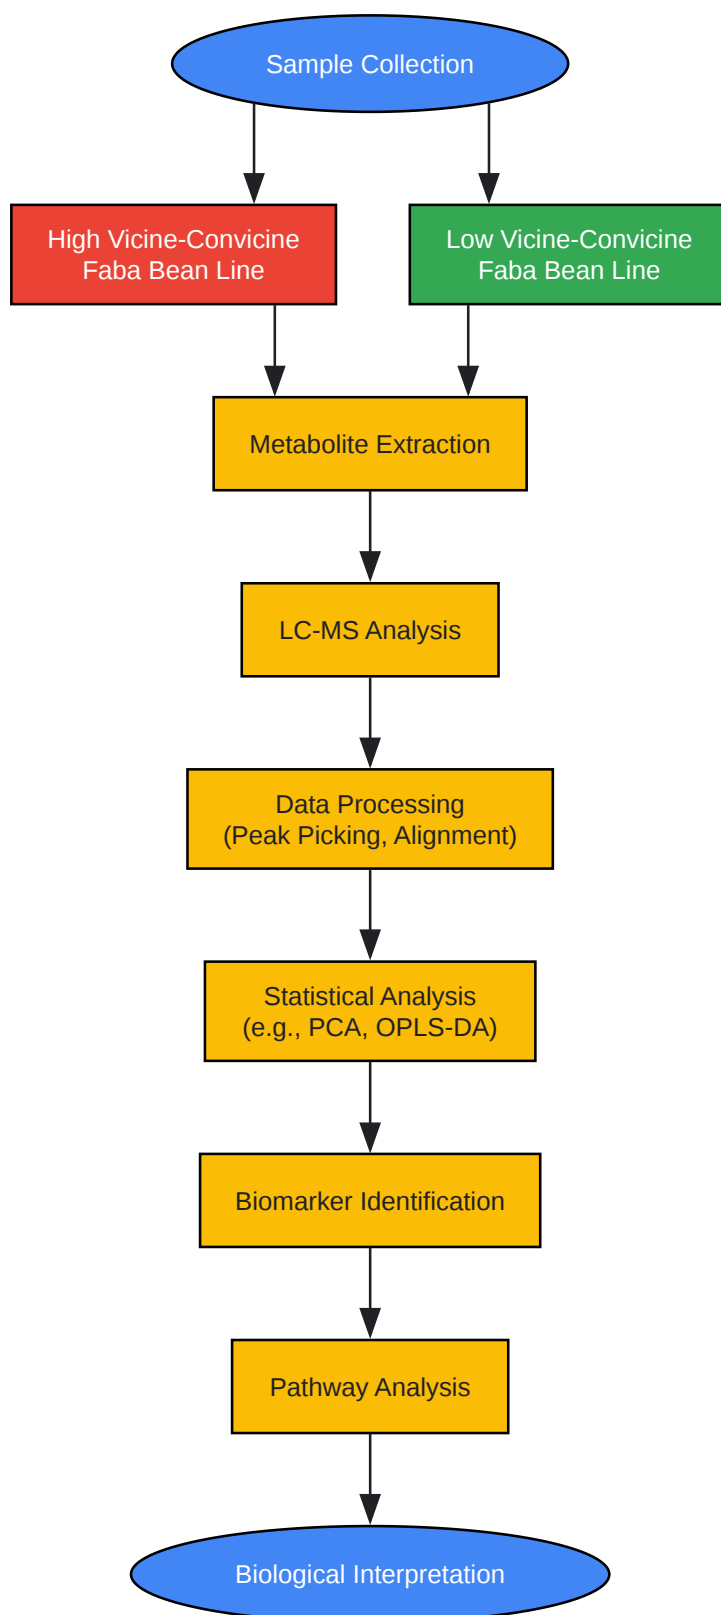 Sample Collection
High Vicine-Convicine
Faba Bean Line
Low Vicine-Convicine
Faba Bean Line
Metabolite Extraction
LC-MS Analysis
Data Processing
(Peak Picking, Alignment)
Statistical Analysis
(e.g., PCA, OPLS-DA)
Biomarker Identification
Pathway Analysis
Biological Interpretation